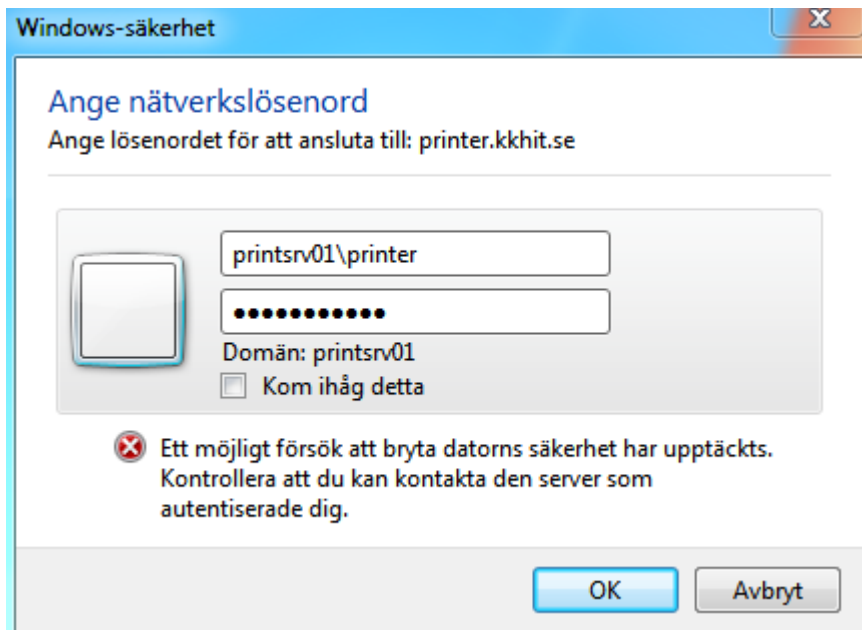 Windows-säkerhet
Ange nätverkslösenord
Ange lösenordet för att ansluta till: printer.kkhit.se
printsrv01\printer
●●●●●●●●●●●
Domän: printsrv01
Kom ihåg detta
Ett möjligt försök att bryta datorns säkerhet har upptäckts.
Kontrollera att du kan kontakta den server som
autentiserade dig.
OK
Avbryt